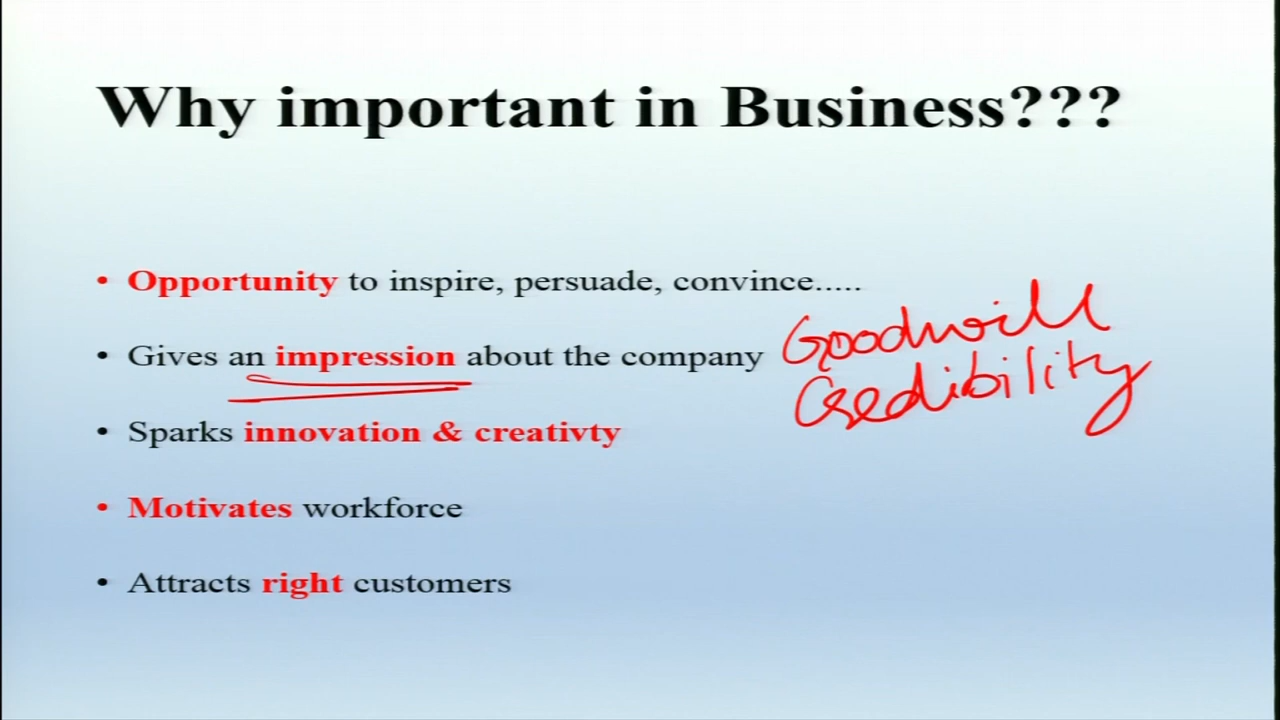 Why important in Business???
• Opportunity to inspire, persuade, convince.....
• Gives an impression about the company
Goodwill
Credibility
• Sparks innovation & creativty
• Motivates workforce
• Attracts right customers